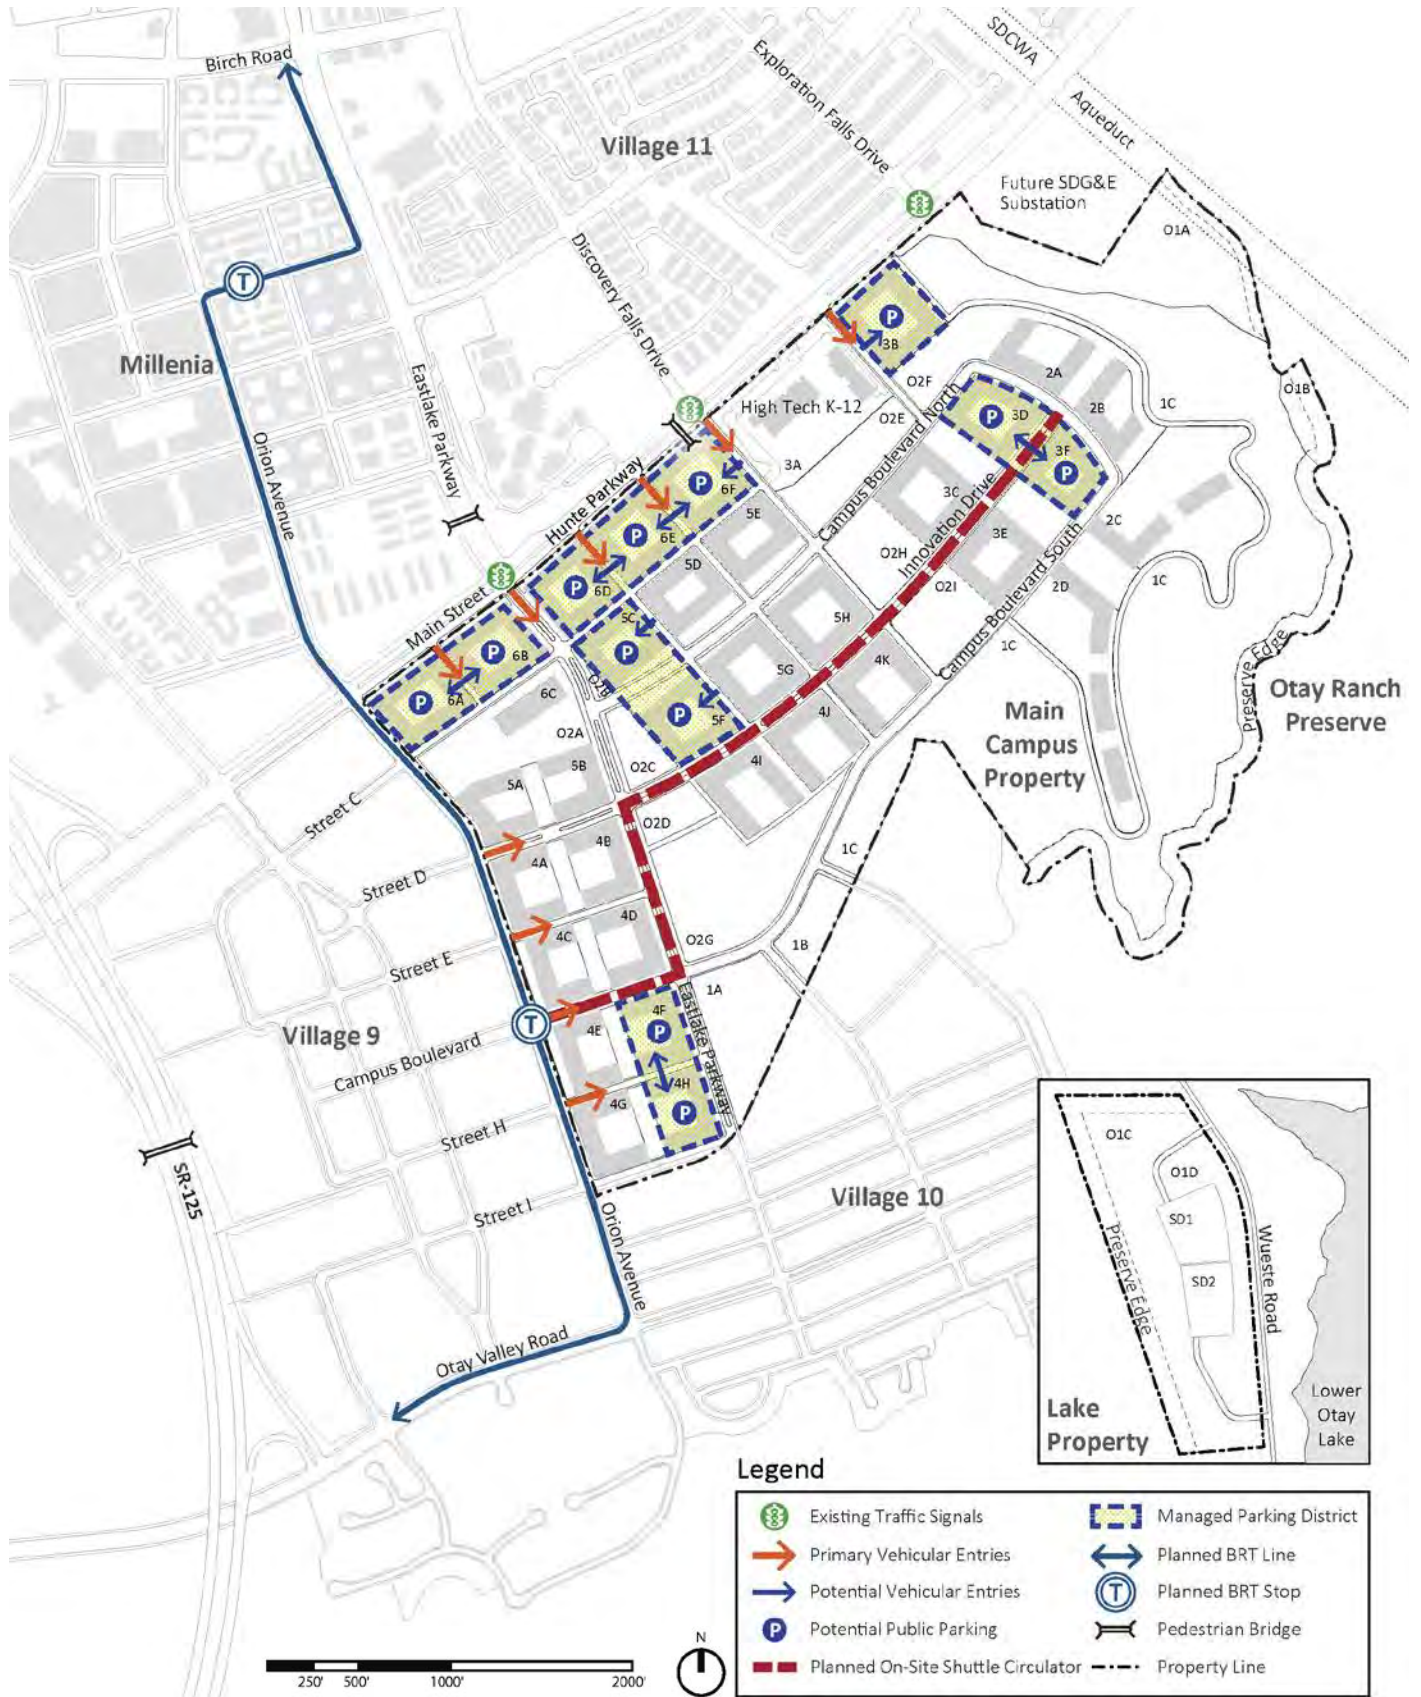 Birch Road
SDCWA
Aqueduct
Exploration Falls Drive
Village 11
Future SDG&E
Substation
O1A
Discovery Falls Drive
T
Millenia
Eastlake Parkway
Orion Avenue
P
3B
O2F
O1B
2A
2B
1C
High Tech K-12
O2E
3A
Campus Boulevard North
P
3D
3F
P
Hunte Parkway
P
6F
5E
3C
Innovation Drive
2C
P
6E
5D
O2H
3E
Campus Boulevard South
2D
1C
P
6D
O2I
Main Street
5C
5H
1C
P
6B
P
O2B
5G
4K
Preserve Edge
Otay Ranch
Preserve
P
6A
6C
P
5F
4J
Main
Campus
Property
O2A
5B
O2C
4I
5A
Street C
O2D
4B
4A
1C
Street D
4D
4C
O2G
1B
Street E
1A
Eastlake Parkway
Village 9
T
4F
P
4E
Campus Boulevard
4H
4G
P
Street H
Street I
Village 10
Orion Avenue
SR-125
Otay Valley Road
O1C
O1D
SD1
SD2
Preserve Edge
Wueste Road
Lake
Property
Lower
Otay
Lake
Legend
Existing Traffic Signals
Managed Parking District
Primary Vehicular Entries
Planned BRT Line
Potential Vehicular Entries
T
Planned BRT Stop
P
Potential Public Parking
Pedestrian Bridge
Planned On-Site Shuttle Circulator
Property Line
N
250' 500' 1000' 2000'